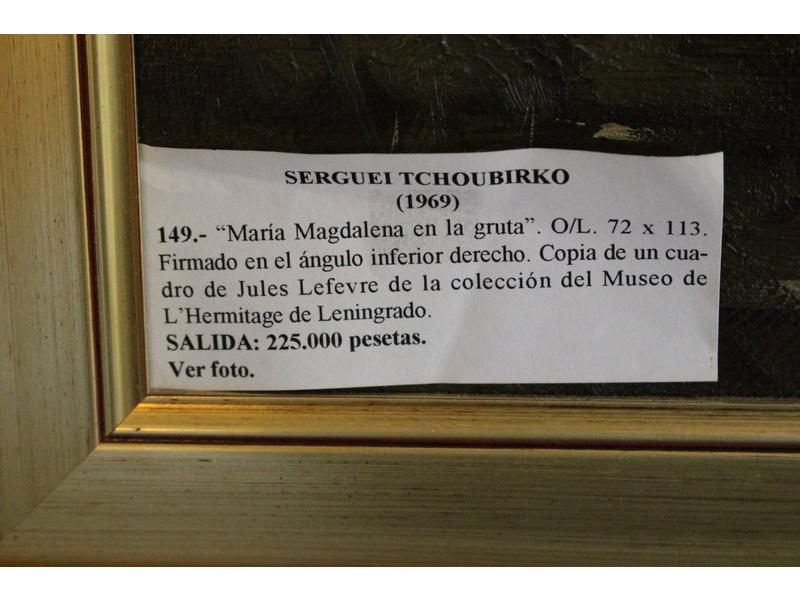 SERGUEI TCHOUBIRKO
(1969)
149.- “María Magdalena en la gruta”. O/L. 72 x 113.
Firmado en el ángulo inferior derecho. Copia de un cua-
dro de Jules Lefevre de la colección del Museo de
L’Hermitage de Leningrado.
SALIDA: 225.000 pesetas.
Ver foto.